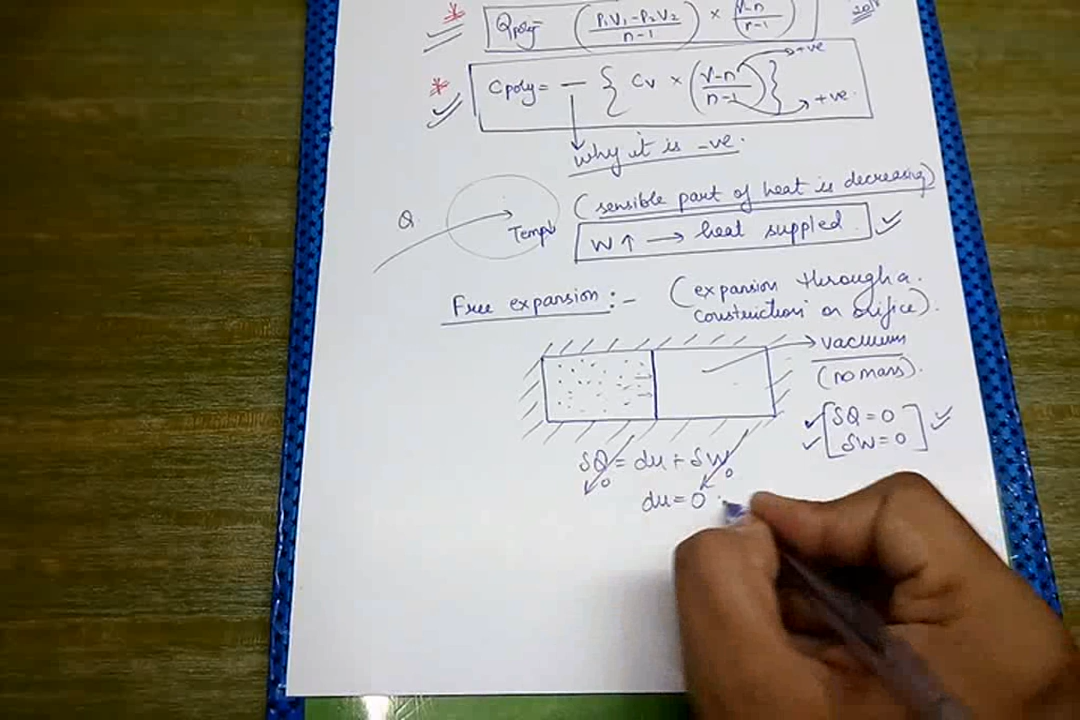 Qpoly = (P1V1-P2V2 / n-1) × (γ-n / γ-1)
Cpoly = - { Cv × (γ-n / n-1) } +ve
+ve
Why it is -ve.
(sensible part of heat is decreasing)
Q
Temp↓
W↑ → heat suppled.
Free expansion :- (expansion through a
construction or orifice).
vacuum
(no mass).
δQ = 0
δW = 0
δQ = du + δW
0
0
du = 0